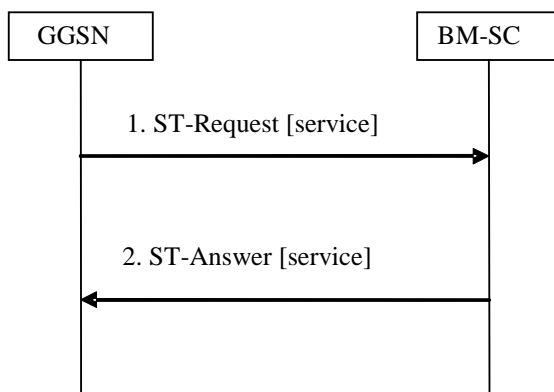 GGSN
BM-SC
1. ST-Request [service]
2. ST-Answer [service]